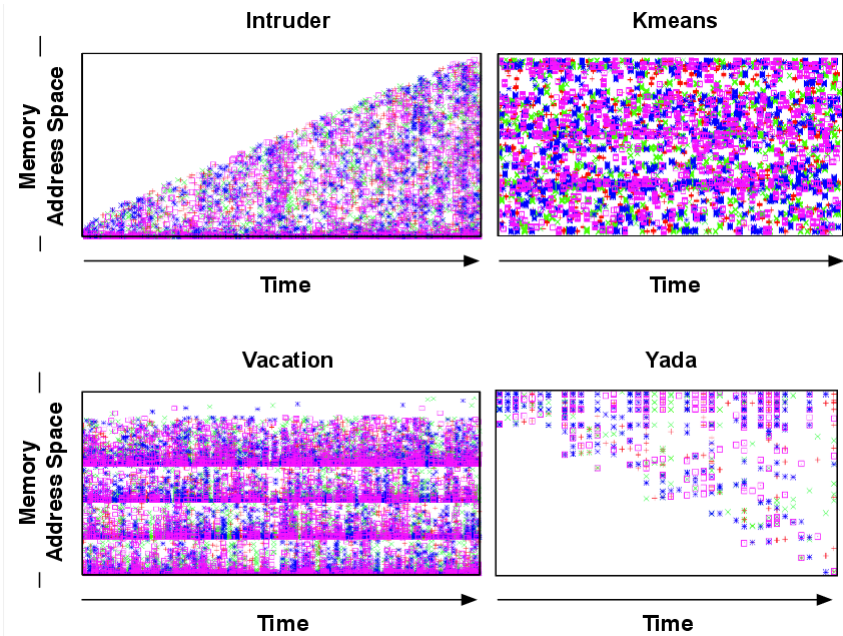 Intruder
Kmeans
Memory
Address Space
Time
Time
Vacation
Yada
Memory
Address Space
Time
Time